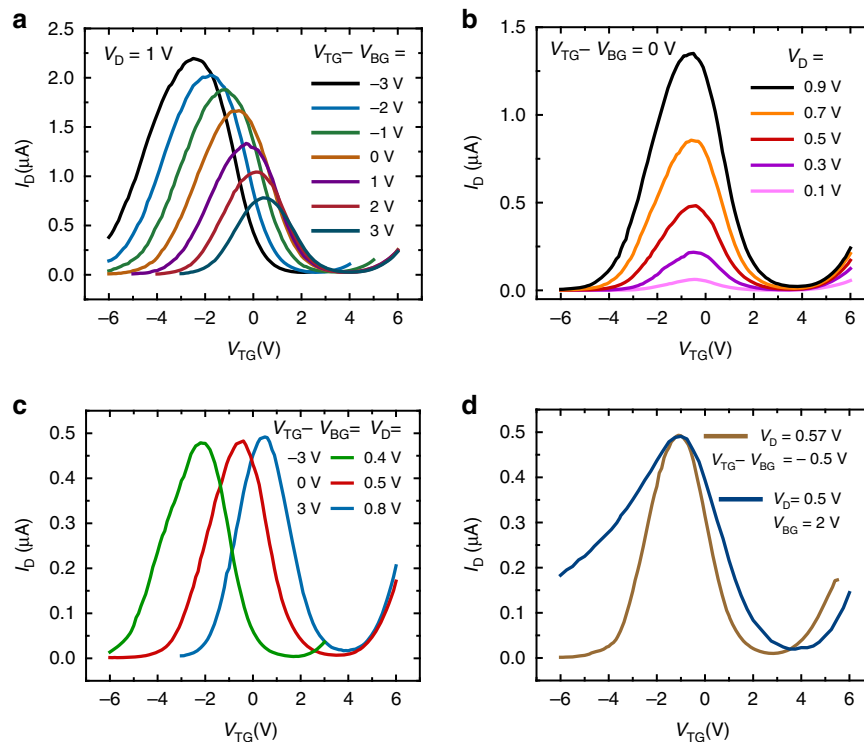 a
V_D = 1 V
V_TG – V_BG =
–3 V
–2 V
–1 V
0 V
1 V
2 V
3 V
2.5
2.0
1.5
1.0
0.5
0.0
I_D (μA)
–6 –4 –2 0 2 4 6
V_TG (V)
b
V_TG – V_BG = 0 V
V_D =
0.9 V
0.7 V
0.5 V
0.3 V
0.1 V
1.5
1.0
0.5
0.0
I_D (μA)
–6 –4 –2 0 2 4 6
V_TG (V)
c
V_TG – V_BG = V_D =
–3 V 0.4 V
0 V 0.5 V
3 V 0.8 V
0.5
0.4
0.3
0.2
0.1
0.0
I_D (μA)
–6 –4 –2 0 2 4 6
V_TG (V)
d
V_D = 0.57 V
V_TG – V_BG = – 0.5 V
V_D = 0.5 V
V_BG = 2 V
0.5
0.4
0.3
0.2
0.1
0.0
I_D (μA)
–6 –4 –2 0 2 4 6
V_TG (V)